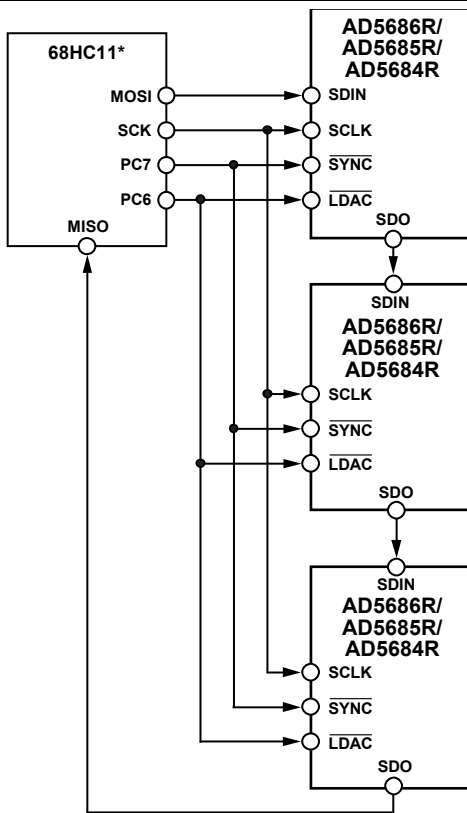 68HC11*
MOSI
SCK
PC7
PC6
MISO
AD5686R/
AD5685R/
AD5684R
SDIN
SCLK
SYNC
LDAC
SDO
SDIN
AD5686R/
AD5685R/
AD5684R
SCLK
SYNC
LDAC
SDO
SDIN
AD5686R/
AD5685R/
AD5684R
SCLK
SYNC
LDAC
SDO